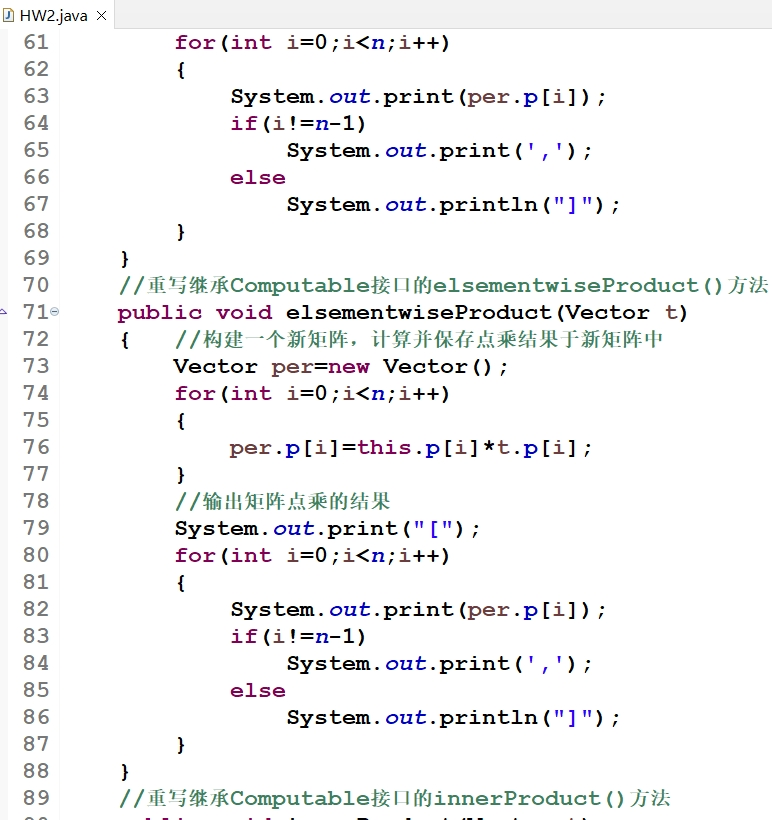 HW2.java
61 for(int i=0;i<n;i++)
62 {
63 System.out.print(per.p[i]);
64 if(i!=n-1)
65 System.out.print(',');
66 else
67 System.out.println("]");
68 }
69 }
70 //重写继承Computable接口的elsementwiseProduct()方法
71 public void elsementwiseProduct(Vector t)
72 { //构建一个新矩阵，计算并保存点乘结果于新矩阵中
73 Vector per=new Vector();
74 for(int i=0;i<n;i++)
75 {
76 per.p[i]=this.p[i]*t.p[i];
77 }
78 //输出矩阵点乘的结果
79 System.out.print("[");
80 for(int i=0;i<n;i++)
81 {
82 System.out.print(per.p[i]);
83 if(i!=n-1)
84 System.out.print(',');
85 else
86 System.out.println("]");
87 }
88 }
89 //重写继承Computable接口的innerProduct()方法